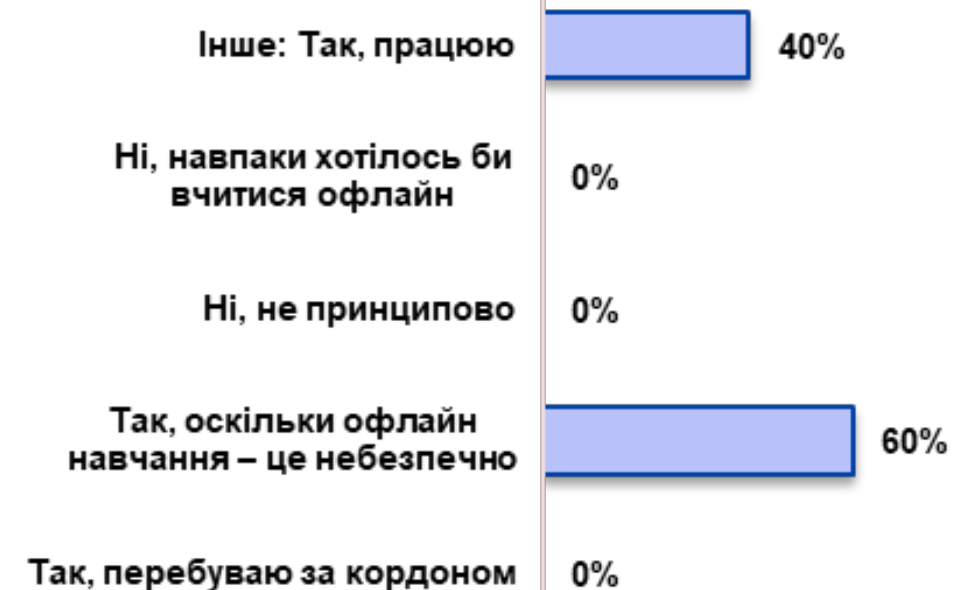 Інше: Так, працюю 40%
Ні, навпаки хотілось би
вчитися офлайн
0%
Ні, не принципово 0%
Так, оскільки офлайн
навчання – це небезпечно
60%
Так, перебуваю за кордоном 0%